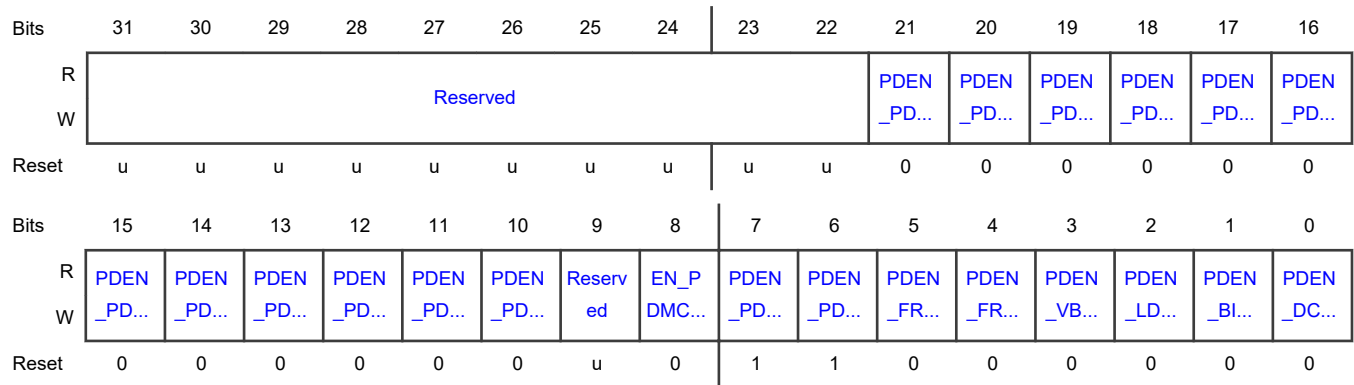 Bits 31 30 29 28 27 26 25 24 23 22 21 20 19 18 17 16
R Reserved PDEN PDEN PDEN PDEN PDEN PDEN
W _PD... _PD... _PD... _PD... _PD... _PD...
Reset u u u u u u u u u u 0 0 0 0 0 0
Bits 15 14 13 12 11 10 9 8 7 6 5 4 3 2 1 0
R PDEN PDEN PDEN PDEN PDEN PDEN Reserv EN_P PDEN PDEN PDEN PDEN PDEN PDEN PDEN PDEN
W _PD... _PD... _PD... _PD... _PD... _PD... ed DMC... _PD... _PD... _FR... _FR... _VB... _LD... _BI... _DC...
Reset 0 0 0 0 0 0 u 0 1 1 0 0 0 0 0 0